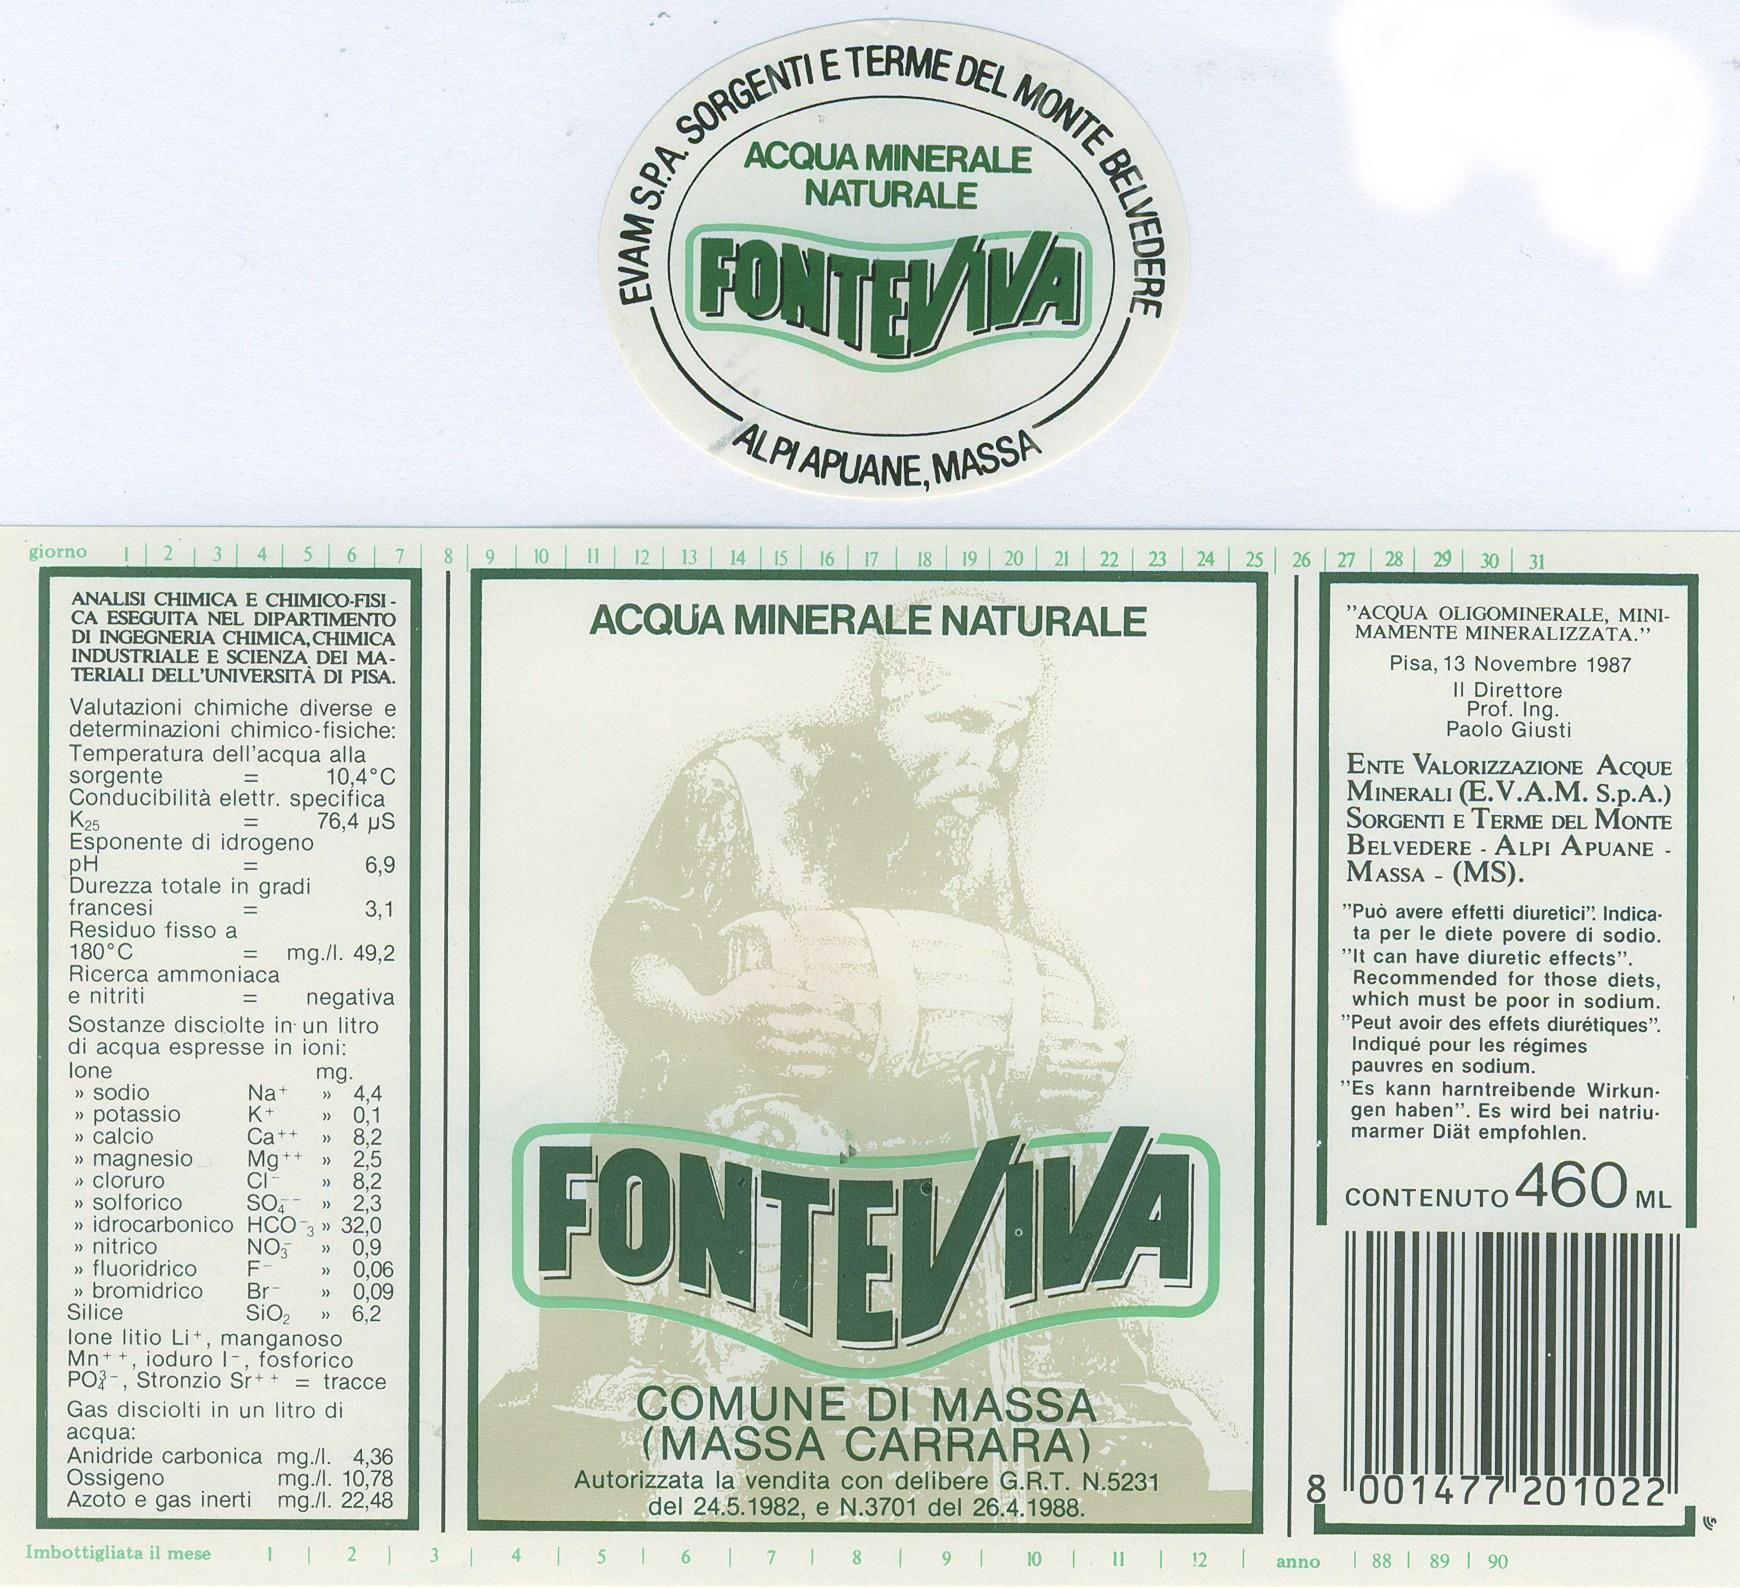 EVAM S.P.A. SORGENTI E TERME DEL MONTE BELVEDERE
ACQUA MINERALE
NATURALE
FONTEVIVA
ALPI APUANE, MASSA
giorno 1 2 3 4 5 6 7 8 9 10 11 12 13 14 15 16 17 18 19 20 21 22 23 24 25 26 27 28 29 30 31
ANALISI CHIMICA E CHIMICO-FISI-
CA ESEGUITA NEL DIPARTIMENTO
DI INGEGNERIA CHIMICA, CHIMICA
INDUSTRIALE E SCIENZA DEI MA-
TERIALI DELL'UNIVERSITÀ DI PISA.
Valutazioni chimiche diverse e
determinazioni chimico-fisiche:
Temperatura dell'acqua alla
sorgente = 10,4°C
Conducibilità elettr. specifica
K25 = 76,4 µS
Esponente di idrogeno
pH = 6,9
Durezza totale in gradi
francesi = 3,1
Residuo fisso a
180°C = mg./l. 49,2
Ricerca ammoniaca
e nitriti = negativa
Sostanze disciolte in un litro
di acqua espresse in ioni:
Ione mg.
» sodio Na+ » 4,4
» potassio K+ » 0,1
» calcio Ca++ » 8,2
» magnesio Mg++ » 2,5
» cloruro Cl- » 8,2
» solforico SO4-- » 2,3
» idrocarbonico HCO-3 » 32,0
» nitrico NO3- » 0,9
» fluoridrico F- » 0,06
» bromidrico Br- » 0,09
Silice SiO2 » 6,2
Ione litio Li+, manganoso
Mn++, ioduro I-, fosforico
PO43-, Stronzio Sr++ = tracce
Gas disciolti in un litro di
acqua:
Anidride carbonica mg./l. 4,36
Ossigeno mg./l. 10,78
Azoto e gas inerti mg./l. 22,48
ACQUA MINERALE NATURALE
FONTEVIVA
COMUNE DI MASSA
(MASSA CARRARA)
Autorizzata la vendita con delibere G.R.T. N.5231
del 24.5.1982, e N.3701 del 26.4.1988.
"ACQUA OLIGOMINERALE, MINI-
MAMENTE MINERALIZZATA."
Pisa, 13 Novembre 1987
Il Direttore
Prof. Ing.
Paolo Giusti
ENTE VALORIZZAZIONE ACQUE
MINERALI (E.V.A.M. S.p.A.)
SORGENTI E TERME DEL MONTE
BELVEDERE - ALPI APUANE -
MASSA - (MS).
"Può avere effetti diuretici". Indica-
ta per le diete povere di sodio.
"It can have diuretic effects".
Recommended for those diets,
which must be poor in sodium.
"Peut avoir des effets diurétiques".
Indiqué pour les régimes
pauvres en sodium.
"Es kann harntreibende Wirkun-
gen haben". Es wird bei natriu-
marmer Diät empfohlen.
CONTENUTO 460 ML
8 001477 201022
Imbottigliata il mese 1 2 3 4 5 6 7 8 9 10 11 12 anno 88 89 90